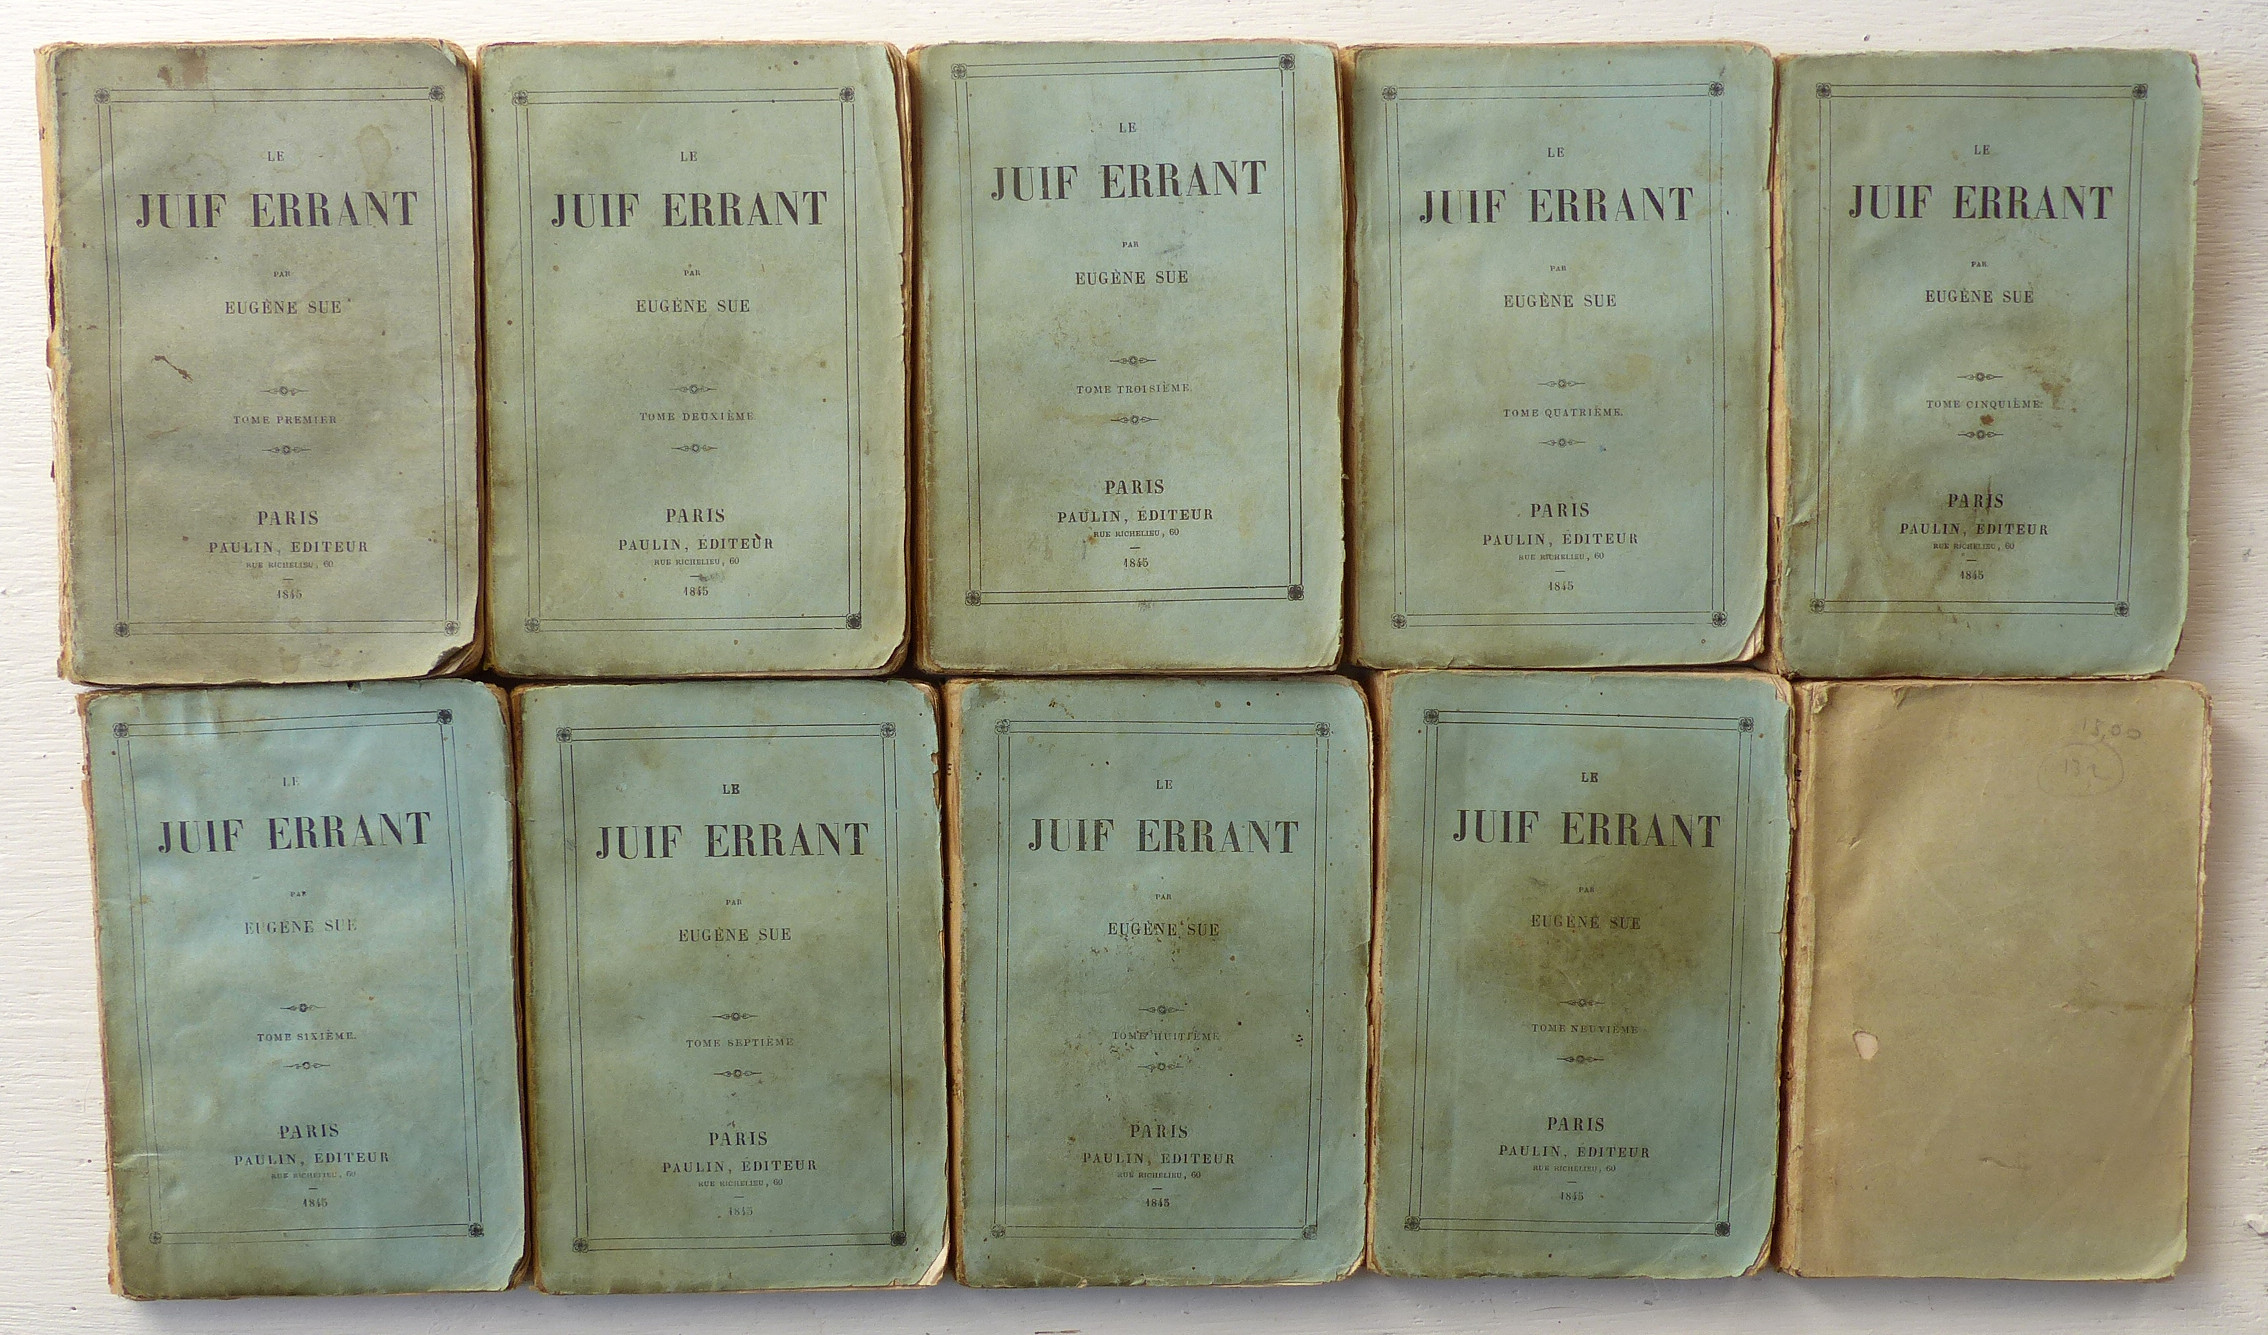 LE
JUIF ERRANT
PAR
EUGÈNE SUE
TOME PREMIER
PARIS
PAULIN, EDITEUR
RUE RICHELIEU, 60
1845
LE
JUIF ERRANT
PAR
EUGÈNE SUE
TOME DEUXIÈME
PARIS
PAULIN, ÉDITEUR
RUE RICHELIEU, 60
1845
LE
JUIF ERRANT
PAR
EUGÈNE SUE
TOME TROISIÈME.
PARIS
PAULIN, ÉDITEUR
RUE RICHELIEU, 60
1845
LE
JUIF ERRANT
PAR
EUGÈNE SUE
TOME QUATRIÈME.
PARIS
PAULIN, ÉDITEUR
RUE RICHELIEU, 60
1845
LE
JUIF ERRANT
PAR
EUGÈNE SUE
TOME CINQUIÈME.
PARIS
PAULIN, ÉDITEUR
RUE RICHELIEU, 60
1845
LE
JUIF ERRANT
PAR
EUGÈNE SUE
TOME SIXIÈME.
PARIS
PAULIN, EDITEUR
RUE RICHELIEU, 60
1845
LE
JUIF ERRANT
PAR
EUGÈNE SUE
TOME SEPTIÈME
PARIS
PAULIN, ÉDITEUR
RUE RICHELIEU, 60
1845
LE
JUIF ERRANT
PAR
EUGÈNE SUE
TOME HUITIÈME
PARIS
PAULIN, ÉDITEUR
RUE RICHELIEU, 60
1845
LE
JUIF ERRANT
PAR
EUGÈNE SUE
TOME NEUVIÈME
PARIS
PAULIN, ÉDITEUR
RUE RICHELIEU, 60
1845